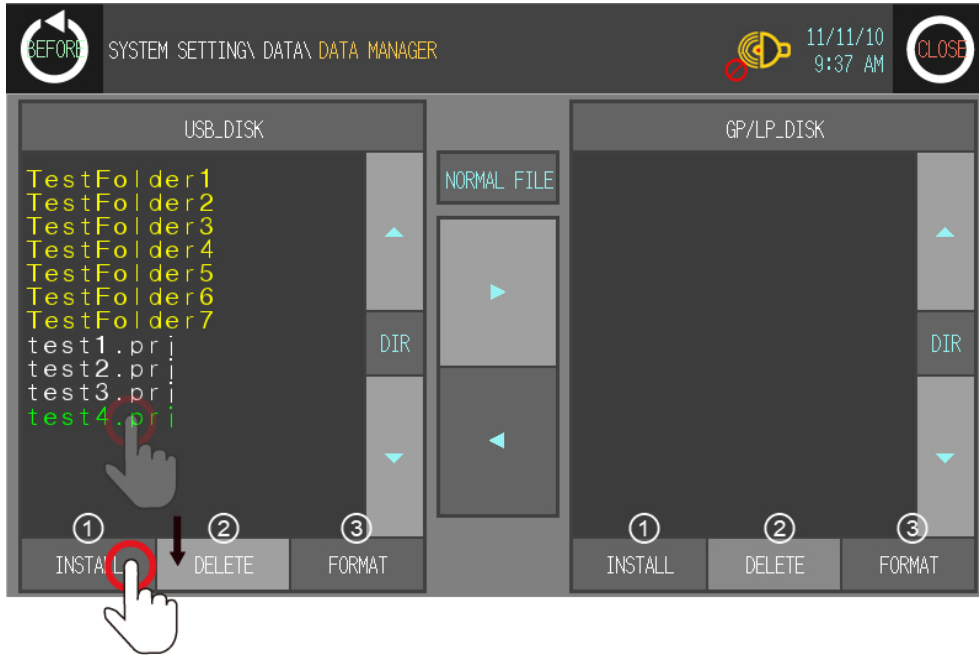 BEFORE
SYSTEM SETTING\ DATA\ DATA MANAGER
11/11/10
9:37 AM
CLOSE
USB_DISK
TestFolder1
TestFolder2
TestFolder3
TestFolder4
TestFolder5
TestFolder6
TestFolder7
test1.prj
test2.prj
test3.prj
test4.prj
DIR
① ② ③
INSTALL DELETE FORMAT
NORMAL FILE
GP/LP_DISK
DIR
① ② ③
INSTALL DELETE FORMAT